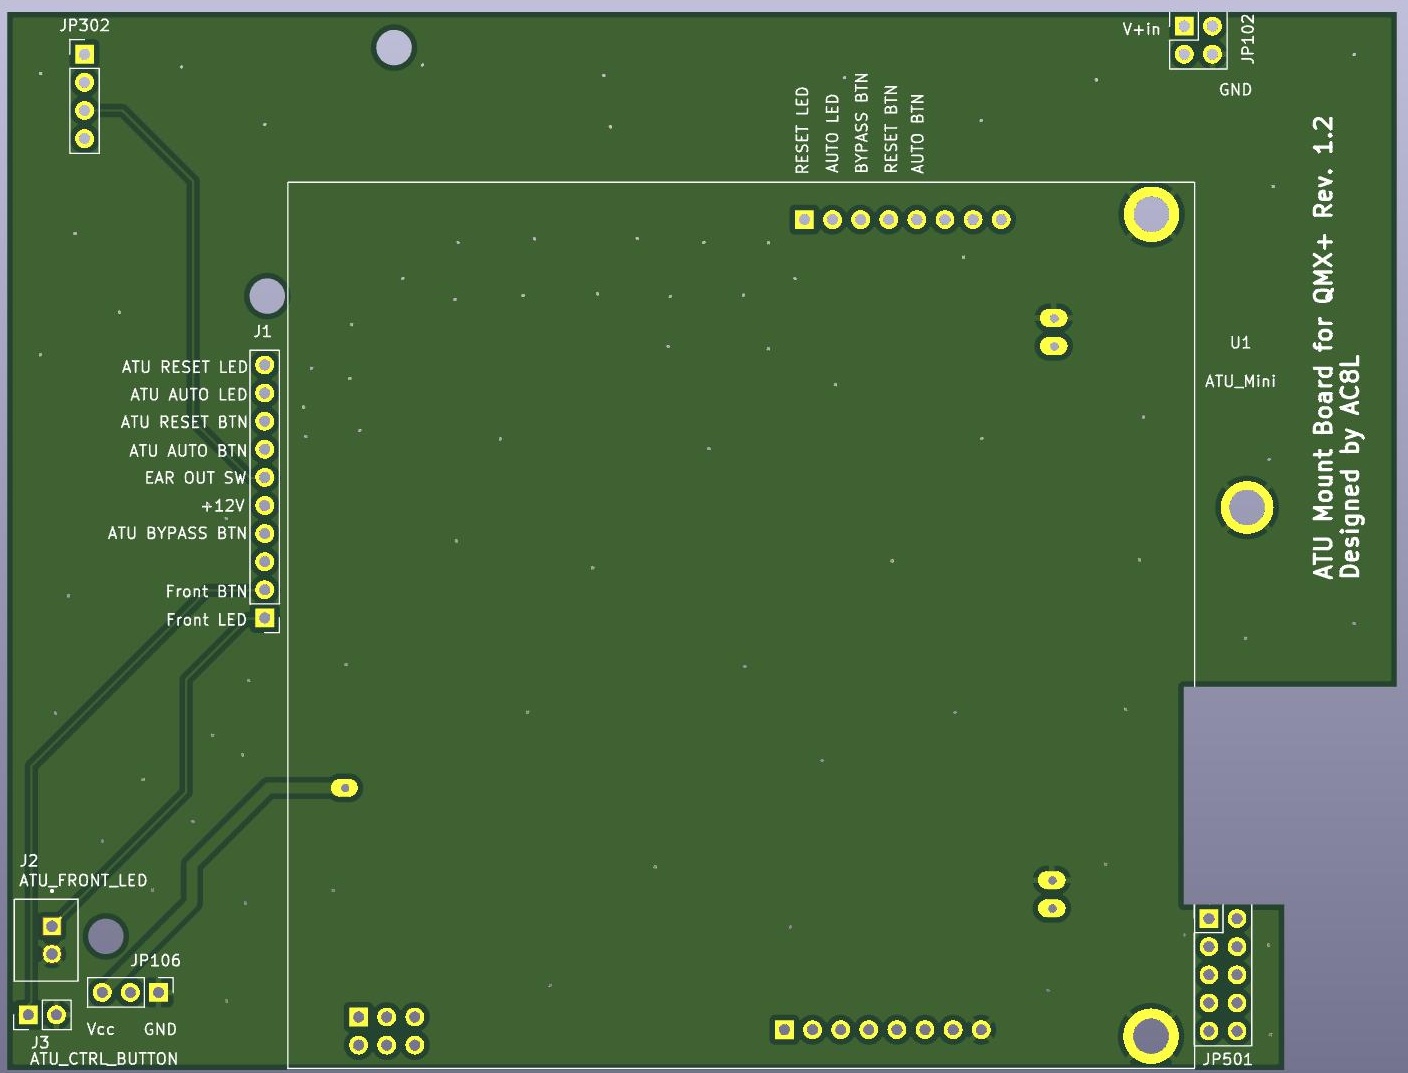 JP302
V+in
JP102
GND
RESET LED
AUTO LED
BYPASS BTN
RESET BTN
AUTO BTN
ATU Mount Board for QMX+ Rev. 1.2
Designed by AC8L
J1
U1
ATU_Mini
ATU RESET LED
ATU AUTO LED
ATU RESET BTN
ATU AUTO BTN
EAR OUT SW
+12V
ATU BYPASS BTN
Front BTN
Front LED
J2
ATU_FRONT_LED
JP106
Vcc
GND
J3
ATU_CTRL_BUTTON
JP501